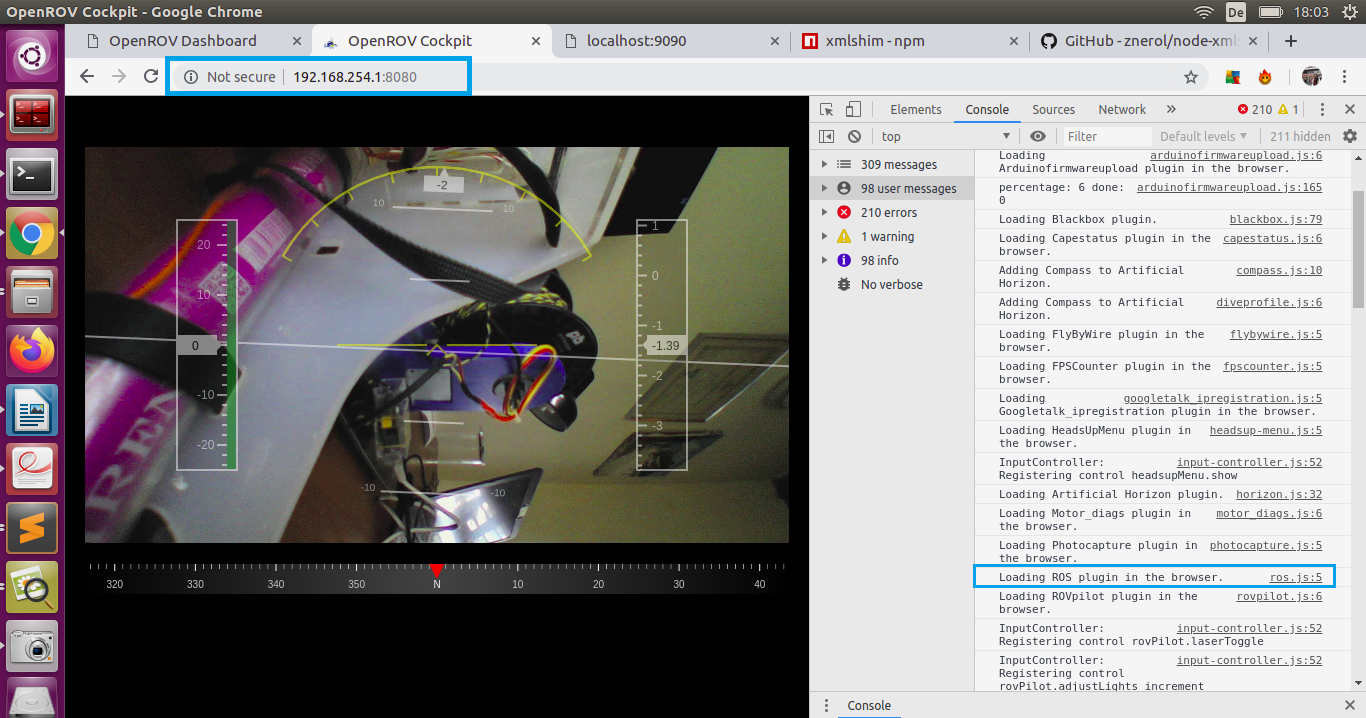 OpenROV Cockpit - Google Chrome
De
18:03
OpenROV Dashboard
OpenROV Cockpit
localhost:9090
xmlshim - npm
GitHub - znerol/node-xml
Not secure
192.168.254.1:8080
Elements
Console
Sources
Network
210
1
top
Filter
Default levels
211 hidden
309 messages
98 user messages
210 errors
1 warning
98 info
No verbose
Loading arduinofirmwareupload.js:6
Arduinofirmwareupload plugin in the browser.
percentage: 6 done: arduinofirmwareupload.js:165
0
Loading Blackbox plugin. blackbox.js:79
Loading Capestatus plugin in the capestatus.js:6
browser.
Adding Compass to Artificial compass.js:10
Horizon.
Adding Compass to Artificial diveprofile.js:6
Horizon.
Loading FlyByWire plugin in the flybywire.js:5
browser.
Loading FPSCounter plugin in the fpscounter.js:5
browser.
Loading googletalk_ipregistration.js:5
Googletalk_ipregistration plugin in the browser.
Loading HeadsUpMenu plugin in headsup-menu.js:5
the browser.
InputController: input-controller.js:52
Registering control headsupMenu.show
Loading Artificial Horizon plugin. horizon.js:32
Loading Motor_diags plugin in motor_diags.js:6
the browser.
Loading Photocapture plugin in photocapture.js:5
the browser.
Loading ROS plugin in the browser. ros.js:5
Loading ROVpilot plugin in the rovpilot.js:6
browser.
InputController: input-controller.js:52
Registering control rovPilot.laserToggle
InputController: input-controller.js:52
Registering control
rovPilot.adjustLights_increment
Console
-2
10
10
20
10
0
-10
-20
1
0
-1
-1.39
-2
-3
-10
-10
320
330
340
350
N
10
20
30
40